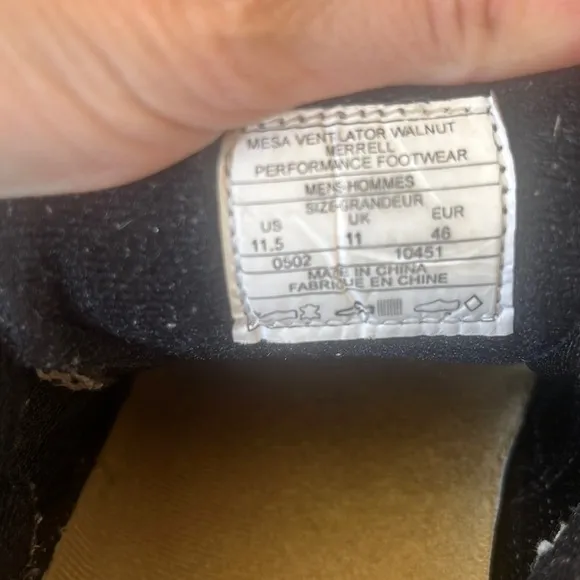 MESA VENTILATOR WALNUT
MERRELL
PERFORMANCE FOOTWEAR
MENS-HOMMES
SIZE-GRANDEUR
US UK EUR
11.5 11 46
0502 10451
MADE IN CHINA
FABRIQUE EN CHINE